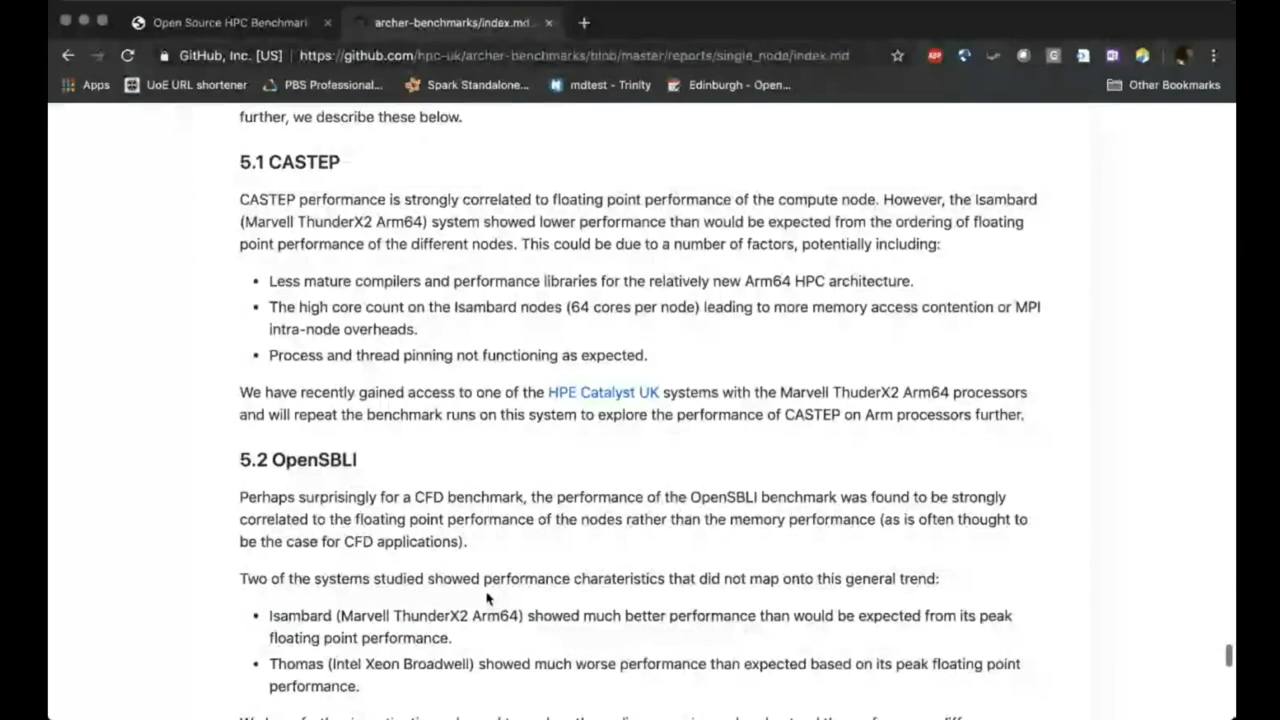 Open Source HPC Benchmar
archer-benchmarks/index.md
GitHub, Inc. [US] https://github.com/hpc-uk/archer-benchmarks/blob/master/reports/single_node/index.md
Apps UoE URL shortener PBS Professional... Spark Standalone... mdtest - Trinity Edinburgh - Open... Other Bookmarks
further, we describe these below.
5.1 CASTEP
CASTEP performance is strongly correlated to floating point performance of the compute node. However, the Isambard
(Marvell ThunderX2 Arm64) system showed lower performance than would be expected from the ordering of floating
point performance of the different nodes. This could be due to a number of factors, potentially including:
• Less mature compilers and performance libraries for the relatively new Arm64 HPC architecture.
• The high core count on the Isambard nodes (64 cores per node) leading to more memory access contention or MPI
intra-node overheads.
• Process and thread pinning not functioning as expected.
We have recently gained access to one of the HPE Catalyst UK systems with the Marvell ThuderX2 Arm64 processors
and will repeat the benchmark runs on this system to explore the performance of CASTEP on Arm processors further.
5.2 OpenSBLI
Perhaps surprisingly for a CFD benchmark, the performance of the OpenSBLI benchmark was found to be strongly
correlated to the floating point performance of the nodes rather than the memory performance (as is often thought to
be the case for CFD applications).
Two of the systems studied showed performance charateristics that did not map onto this general trend:
• Isambard (Marvell ThunderX2 Arm64) showed much better performance than would be expected from its peak
floating point performance.
• Thomas (Intel Xeon Broadwell) showed much worse performance than expected based on its peak floating point
performance.